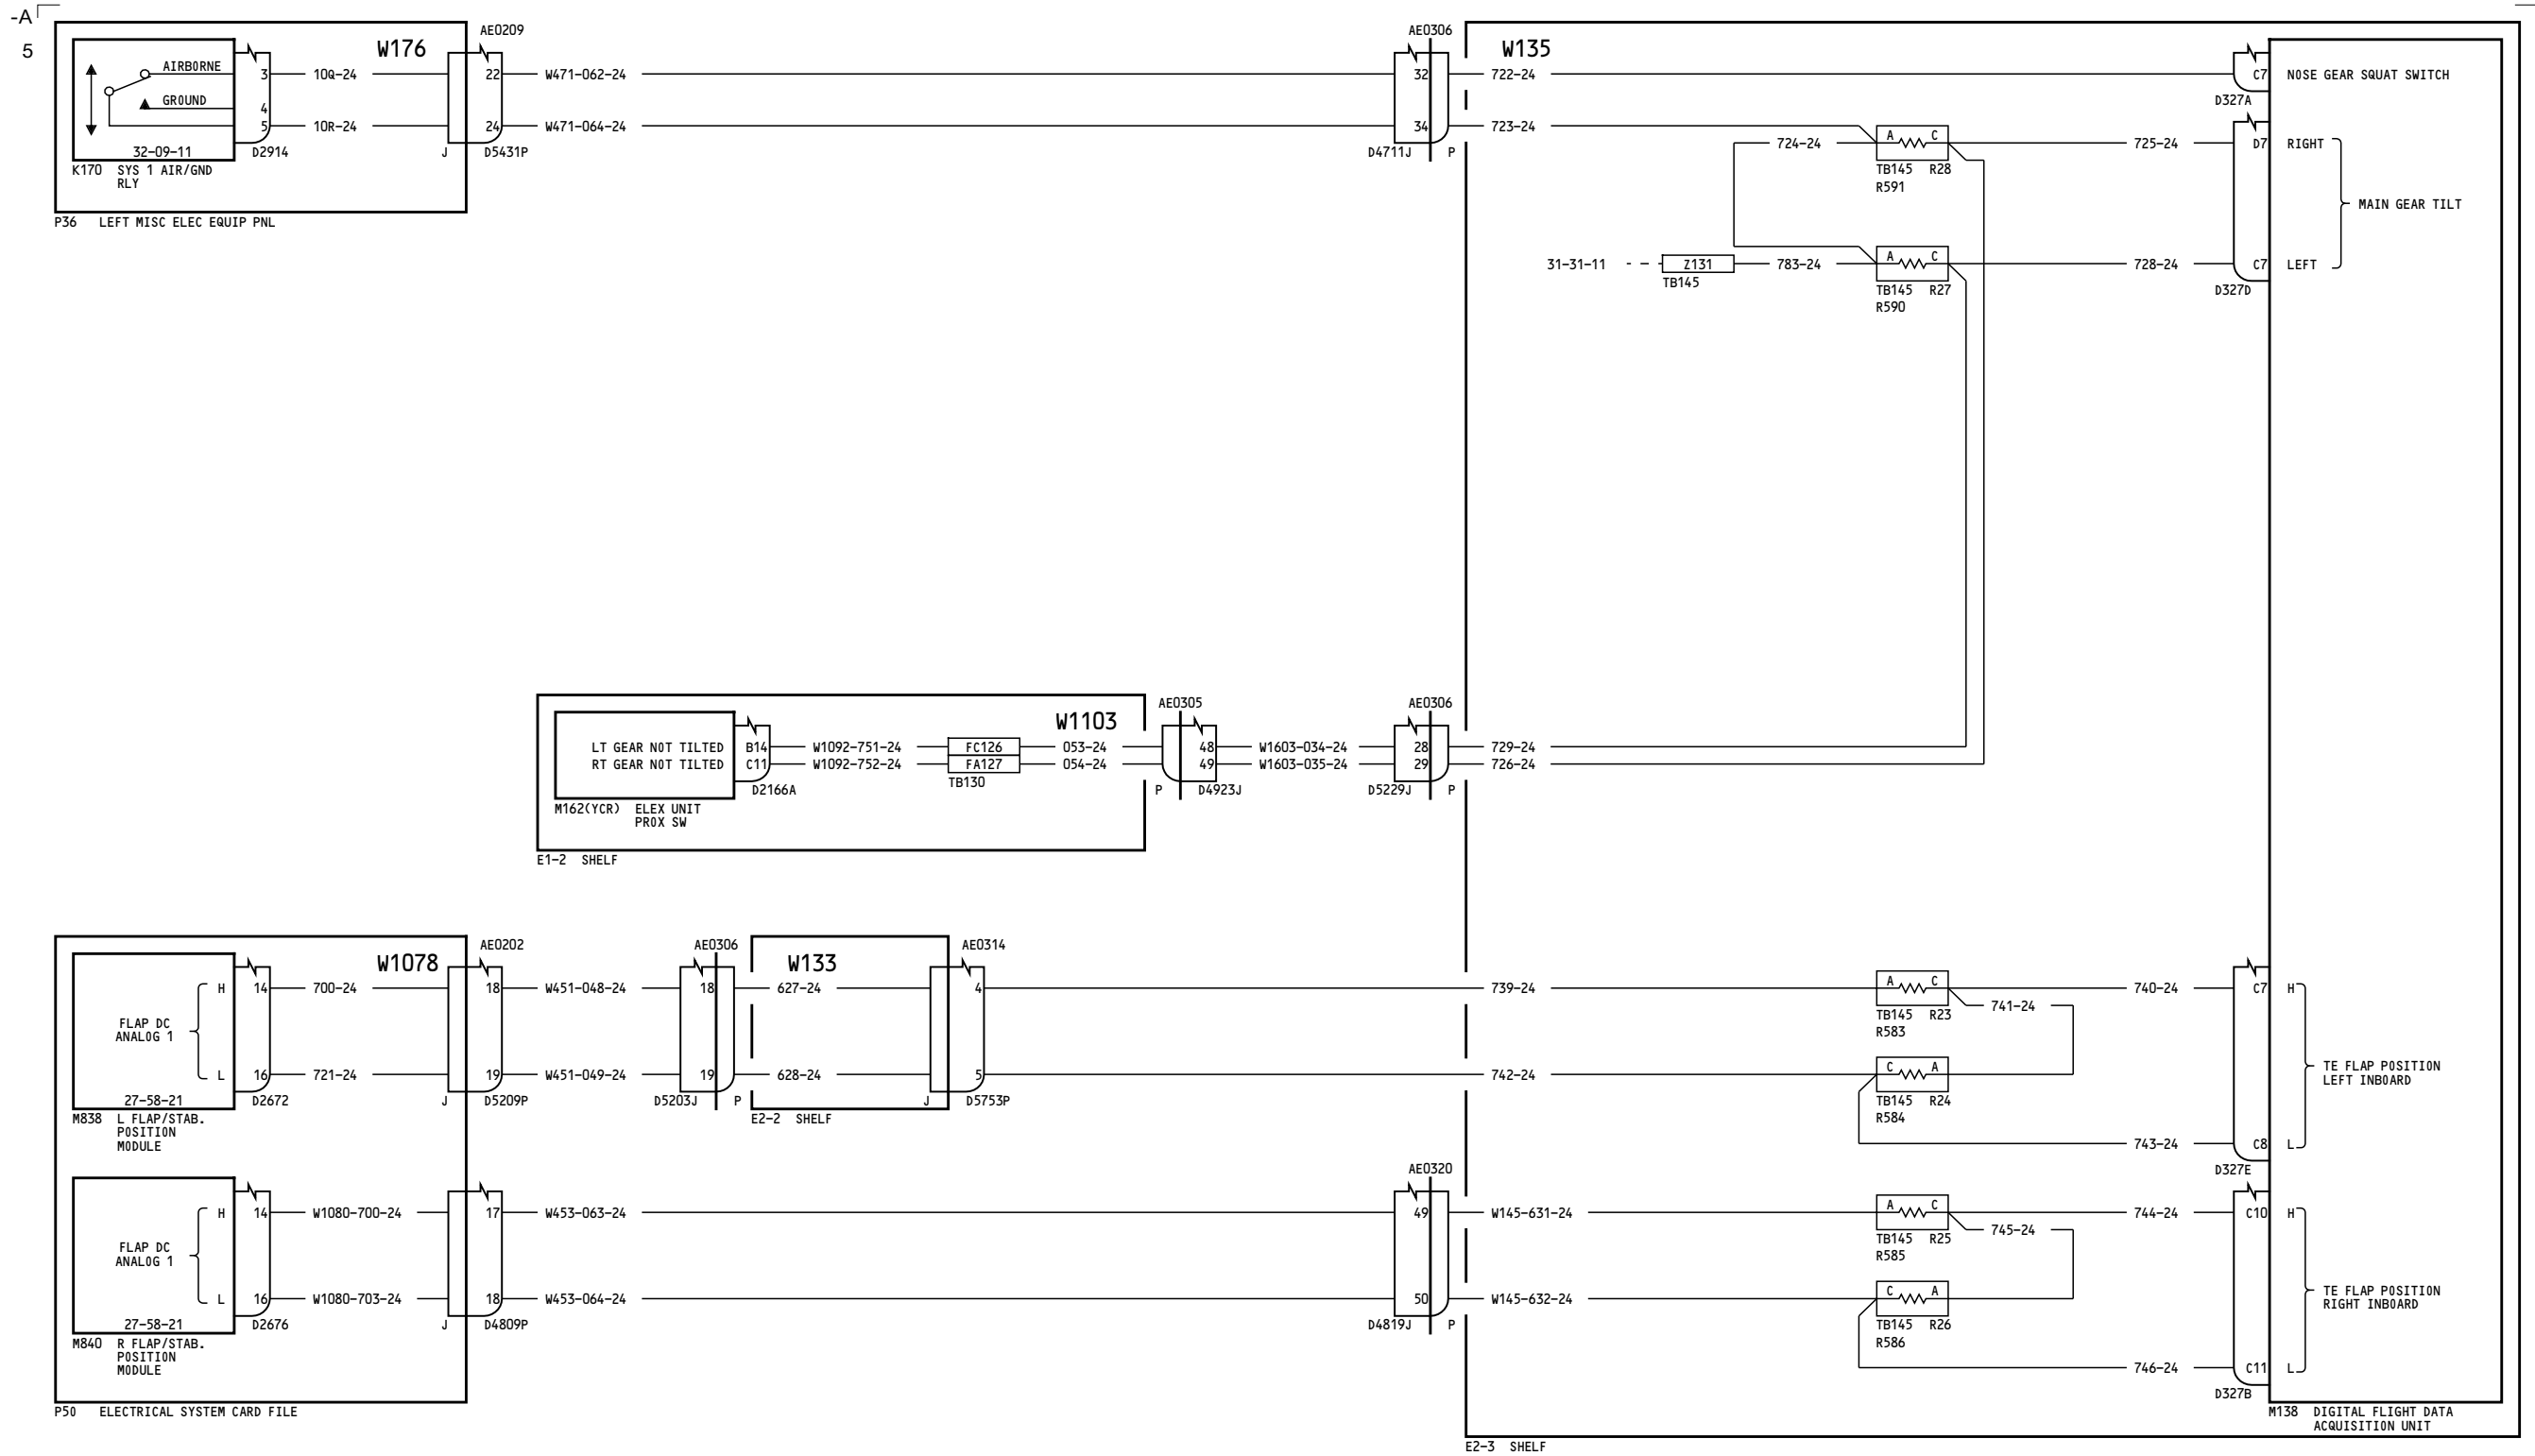 -A
5
AIRBORNE
GROUND
3
4
5
32-09-11
D2914
K170 SYS 1 AIR/GND
RLY
W176
10Q-24
10R-24
P36 LEFT MISC ELEC EQUIP PNL
AE0209
22
24
J D5431P
W471-062-24
W471-064-24
AE0306
32
34
D4711J P
W135
722-24
723-24
724-24
A C
TB145 R28
R591
725-24
31-31-11
Z131
TB145
783-24
A C
TB145 R27
R590
728-24
C7 NOSE GEAR SQUAT SWITCH
D327A
D7 RIGHT
MAIN GEAR TILT
C7 LEFT
D327D
LT GEAR NOT TILTED B14
RT GEAR NOT TILTED C11
D2166A
M162(YCR) ELEX UNIT
PROX SW
E1-2 SHELF
W1103
W1092-751-24
W1092-752-24
FC126
FA127
TB130
053-24
054-24
AE0305
48
49
P D4923J
W1603-034-24
W1603-035-24
AE0306
28
29
D5229J P
729-24
726-24
FLAP DC
ANALOG 1
H 14
L 16
27-58-21
D2672
M838 L FLAP/STAB.
POSITION
MODULE
W1078
700-24
721-24
AE0202
18
19
J D5209P
W451-048-24
W451-049-24
AE0306
18
19
D5203J P
W133
627-24
628-24
E2-2 SHELF
AE0314
4
5
J D5753P
739-24
742-24
A C
TB145 R23
R583
740-24
741-24
C A
TB145 R24
R584
743-24
C7 H
C8 L
TE FLAP POSITION
LEFT INBOARD
D327E
FLAP DC
ANALOG 1
H 14
L 16
27-58-21
D2676
M840 R FLAP/STAB.
POSITION
MODULE
W1080-700-24
W1080-703-24
P50 ELECTRICAL SYSTEM CARD FILE
17
18
J D4809P
W453-063-24
W453-064-24
AE0320
49
50
D4819J P
W145-631-24
W145-632-24
A C
TB145 R25
R585
744-24
745-24
C A
TB145 R26
R586
746-24
C10 H
C11 L
TE FLAP POSITION
RIGHT INBOARD
D327B
M138 DIGITAL FLIGHT DATA
ACQUISITION UNIT
E2-3 SHELF